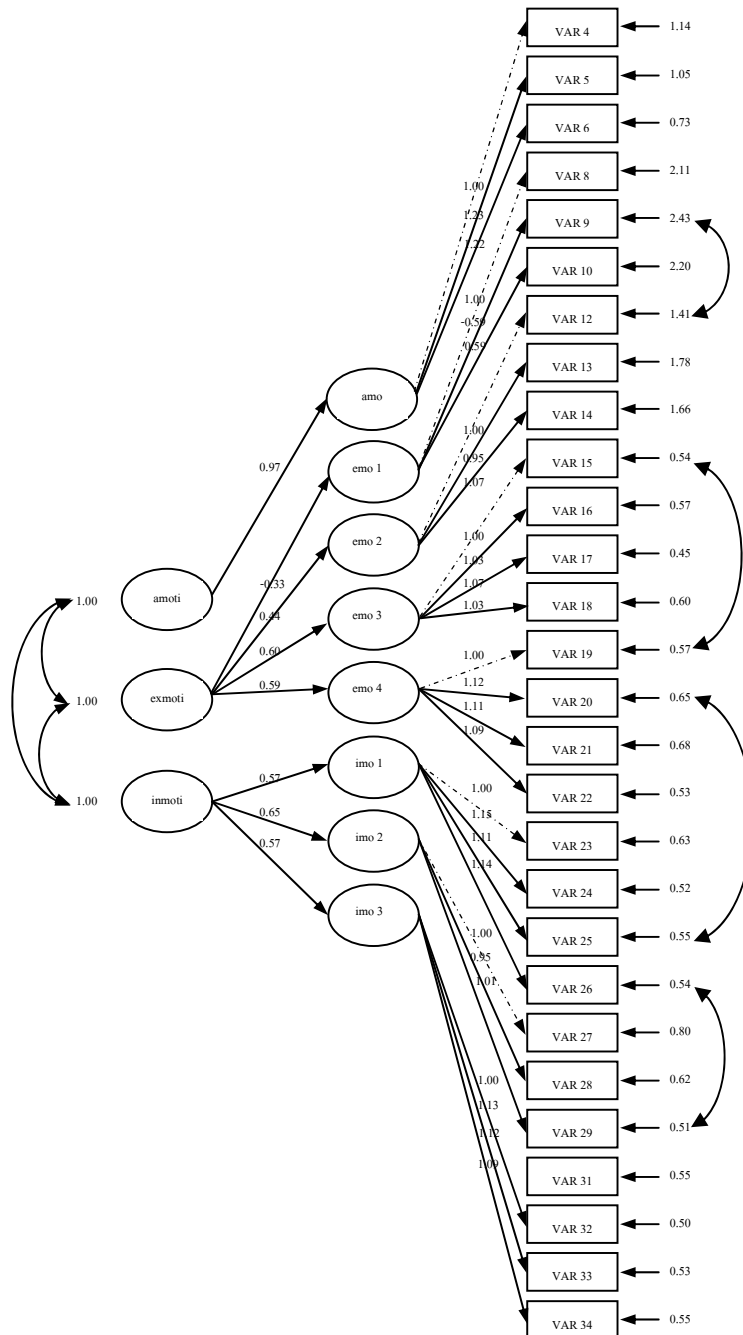 VAR 4
1.14
VAR 5
1.05
VAR 6
0.73
VAR 8
2.11
VAR 9
2.43
VAR 10
2.20
VAR 12
1.41
VAR 13
1.78
VAR 14
1.66
VAR 15
0.54
VAR 16
0.57
VAR 17
0.45
VAR 18
0.60
VAR 19
0.57
VAR 20
0.65
VAR 21
0.68
VAR 22
0.53
VAR 23
0.63
VAR 24
0.52
VAR 25
0.55
VAR 26
0.54
VAR 27
0.80
VAR 28
0.62
VAR 29
0.51
VAR 31
0.55
VAR 32
0.50
VAR 33
0.53
VAR 34
0.55
1.00
1.23
1.22
1.00
-0.59
0.59
1.00
0.95
1.07
1.00
1.03
1.07
1.03
1.00
1.12
1.11
1.09
1.00
1.15
1.11
1.14
1.00
0.95
1.01
1.00
1.13
1.12
1.09
amo
emo 1
emo 2
emo 3
emo 4
imo 1
imo 2
imo 3
0.97
-0.33
0.44
0.60
0.59
0.57
0.65
0.57
amoti
exmoti
inmoti
1.00
1.00
1.00